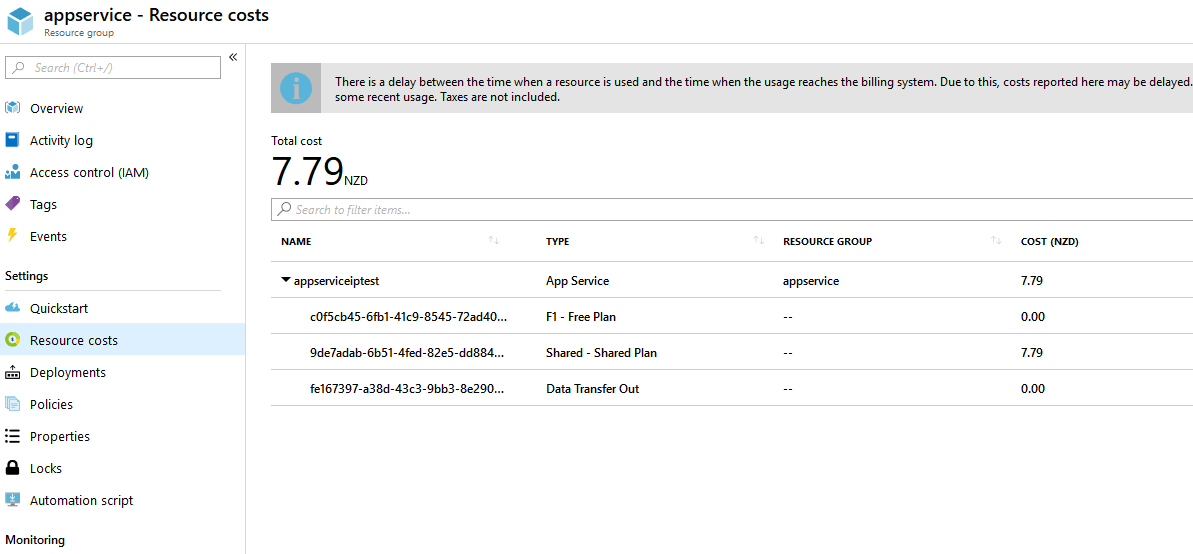 appservice - Resource costs
Resource group
Search (Ctrl+/)
«
Overview
Activity log
Access control (IAM)
Tags
Events
Settings
Quickstart
Resource costs
Deployments
Policies
Properties
Locks
Automation script
Monitoring
There is a delay between the time when a resource is used and the time when the usage reaches the billing system. Due to this, costs reported here may be delayed.
some recent usage. Taxes are not included.
Total cost
7.79 NZD
Search to filter items...
NAME TYPE RESOURCE GROUP COST (NZD)
appserviceiptest App Service appservice 7.79
c0f5cb45-6fb1-41c9-8545-72ad40... F1 - Free Plan -- 0.00
9de7adab-6b51-4fed-82e5-dd884... Shared - Shared Plan -- 7.79
fe167397-a38d-43c3-9bb3-8e290... Data Transfer Out -- 0.00